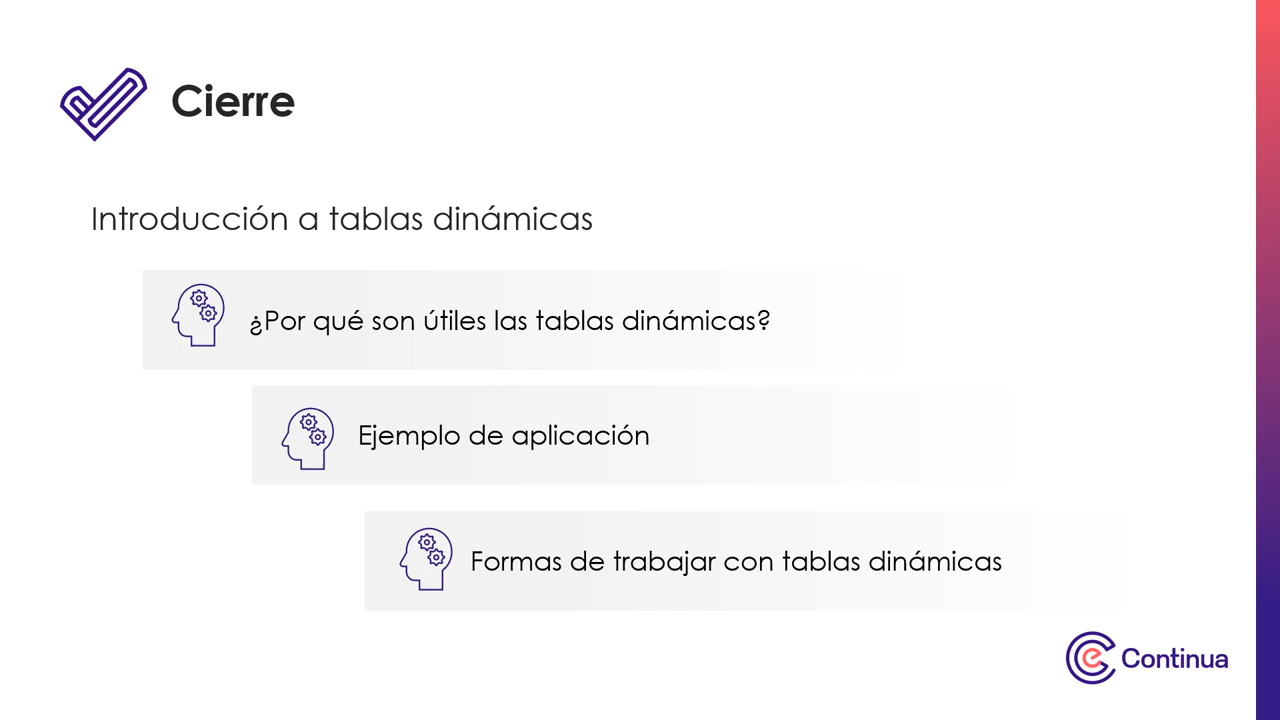 Cierre
Introducción a tablas dinámicas
¿Por qué son útiles las tablas dinámicas?
Ejemplo de aplicación
Formas de trabajar con tablas dinámicas
e Continua